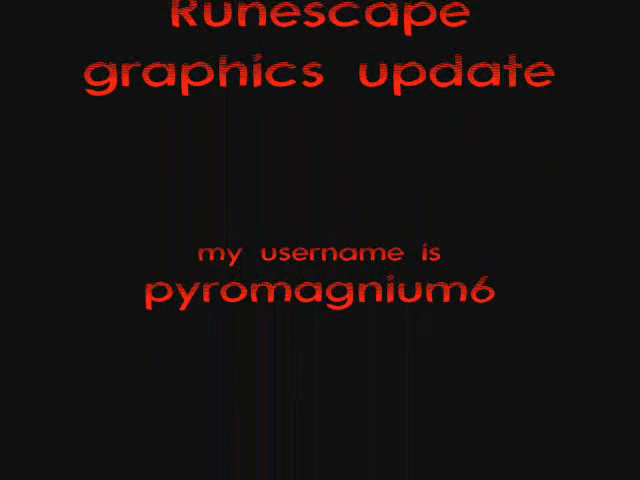 Runescape
graphics update
my username is
pyromagnium6